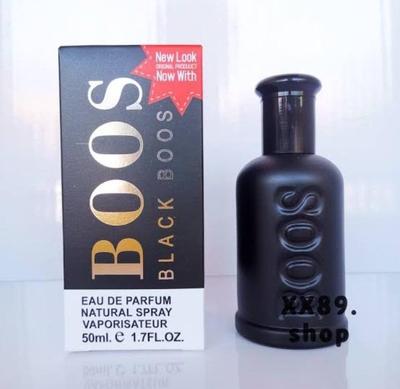 New Look
ORIGINAL PRODUCT
Now With
BOOS
BLACK BOOS
EAU DE PARFUM
NATURAL SPRAY
VAPORISATEUR
50ml. e 1.7FL.OZ.
BOOS
XX89.
shop